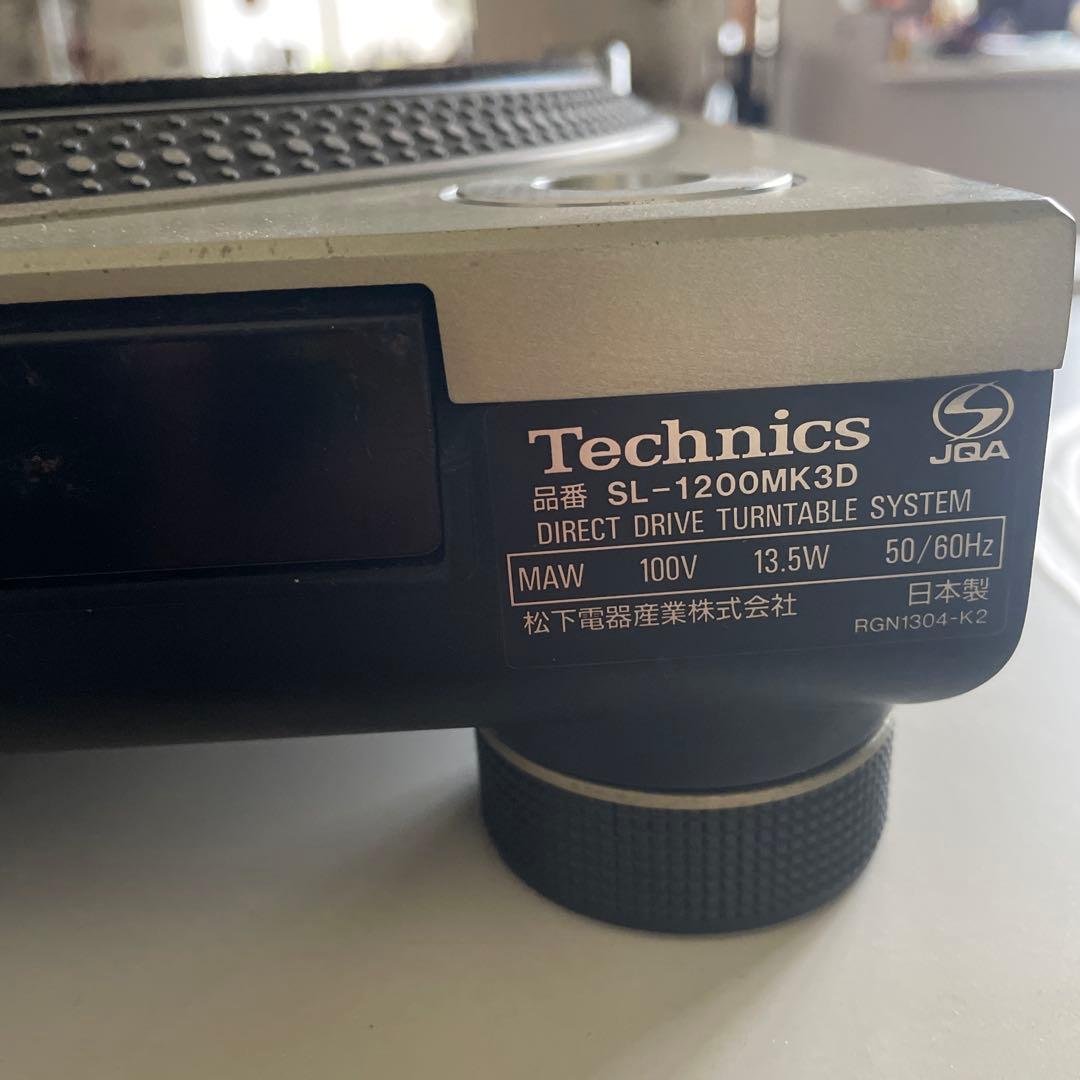 Technics
JQA
品番 SL-1200MK3D
DIRECT DRIVE TURNTABLE SYSTEM
MAW 100V 13.5W 50/60Hz
松下電器産業株式会社
日本製
RGN1304-K2